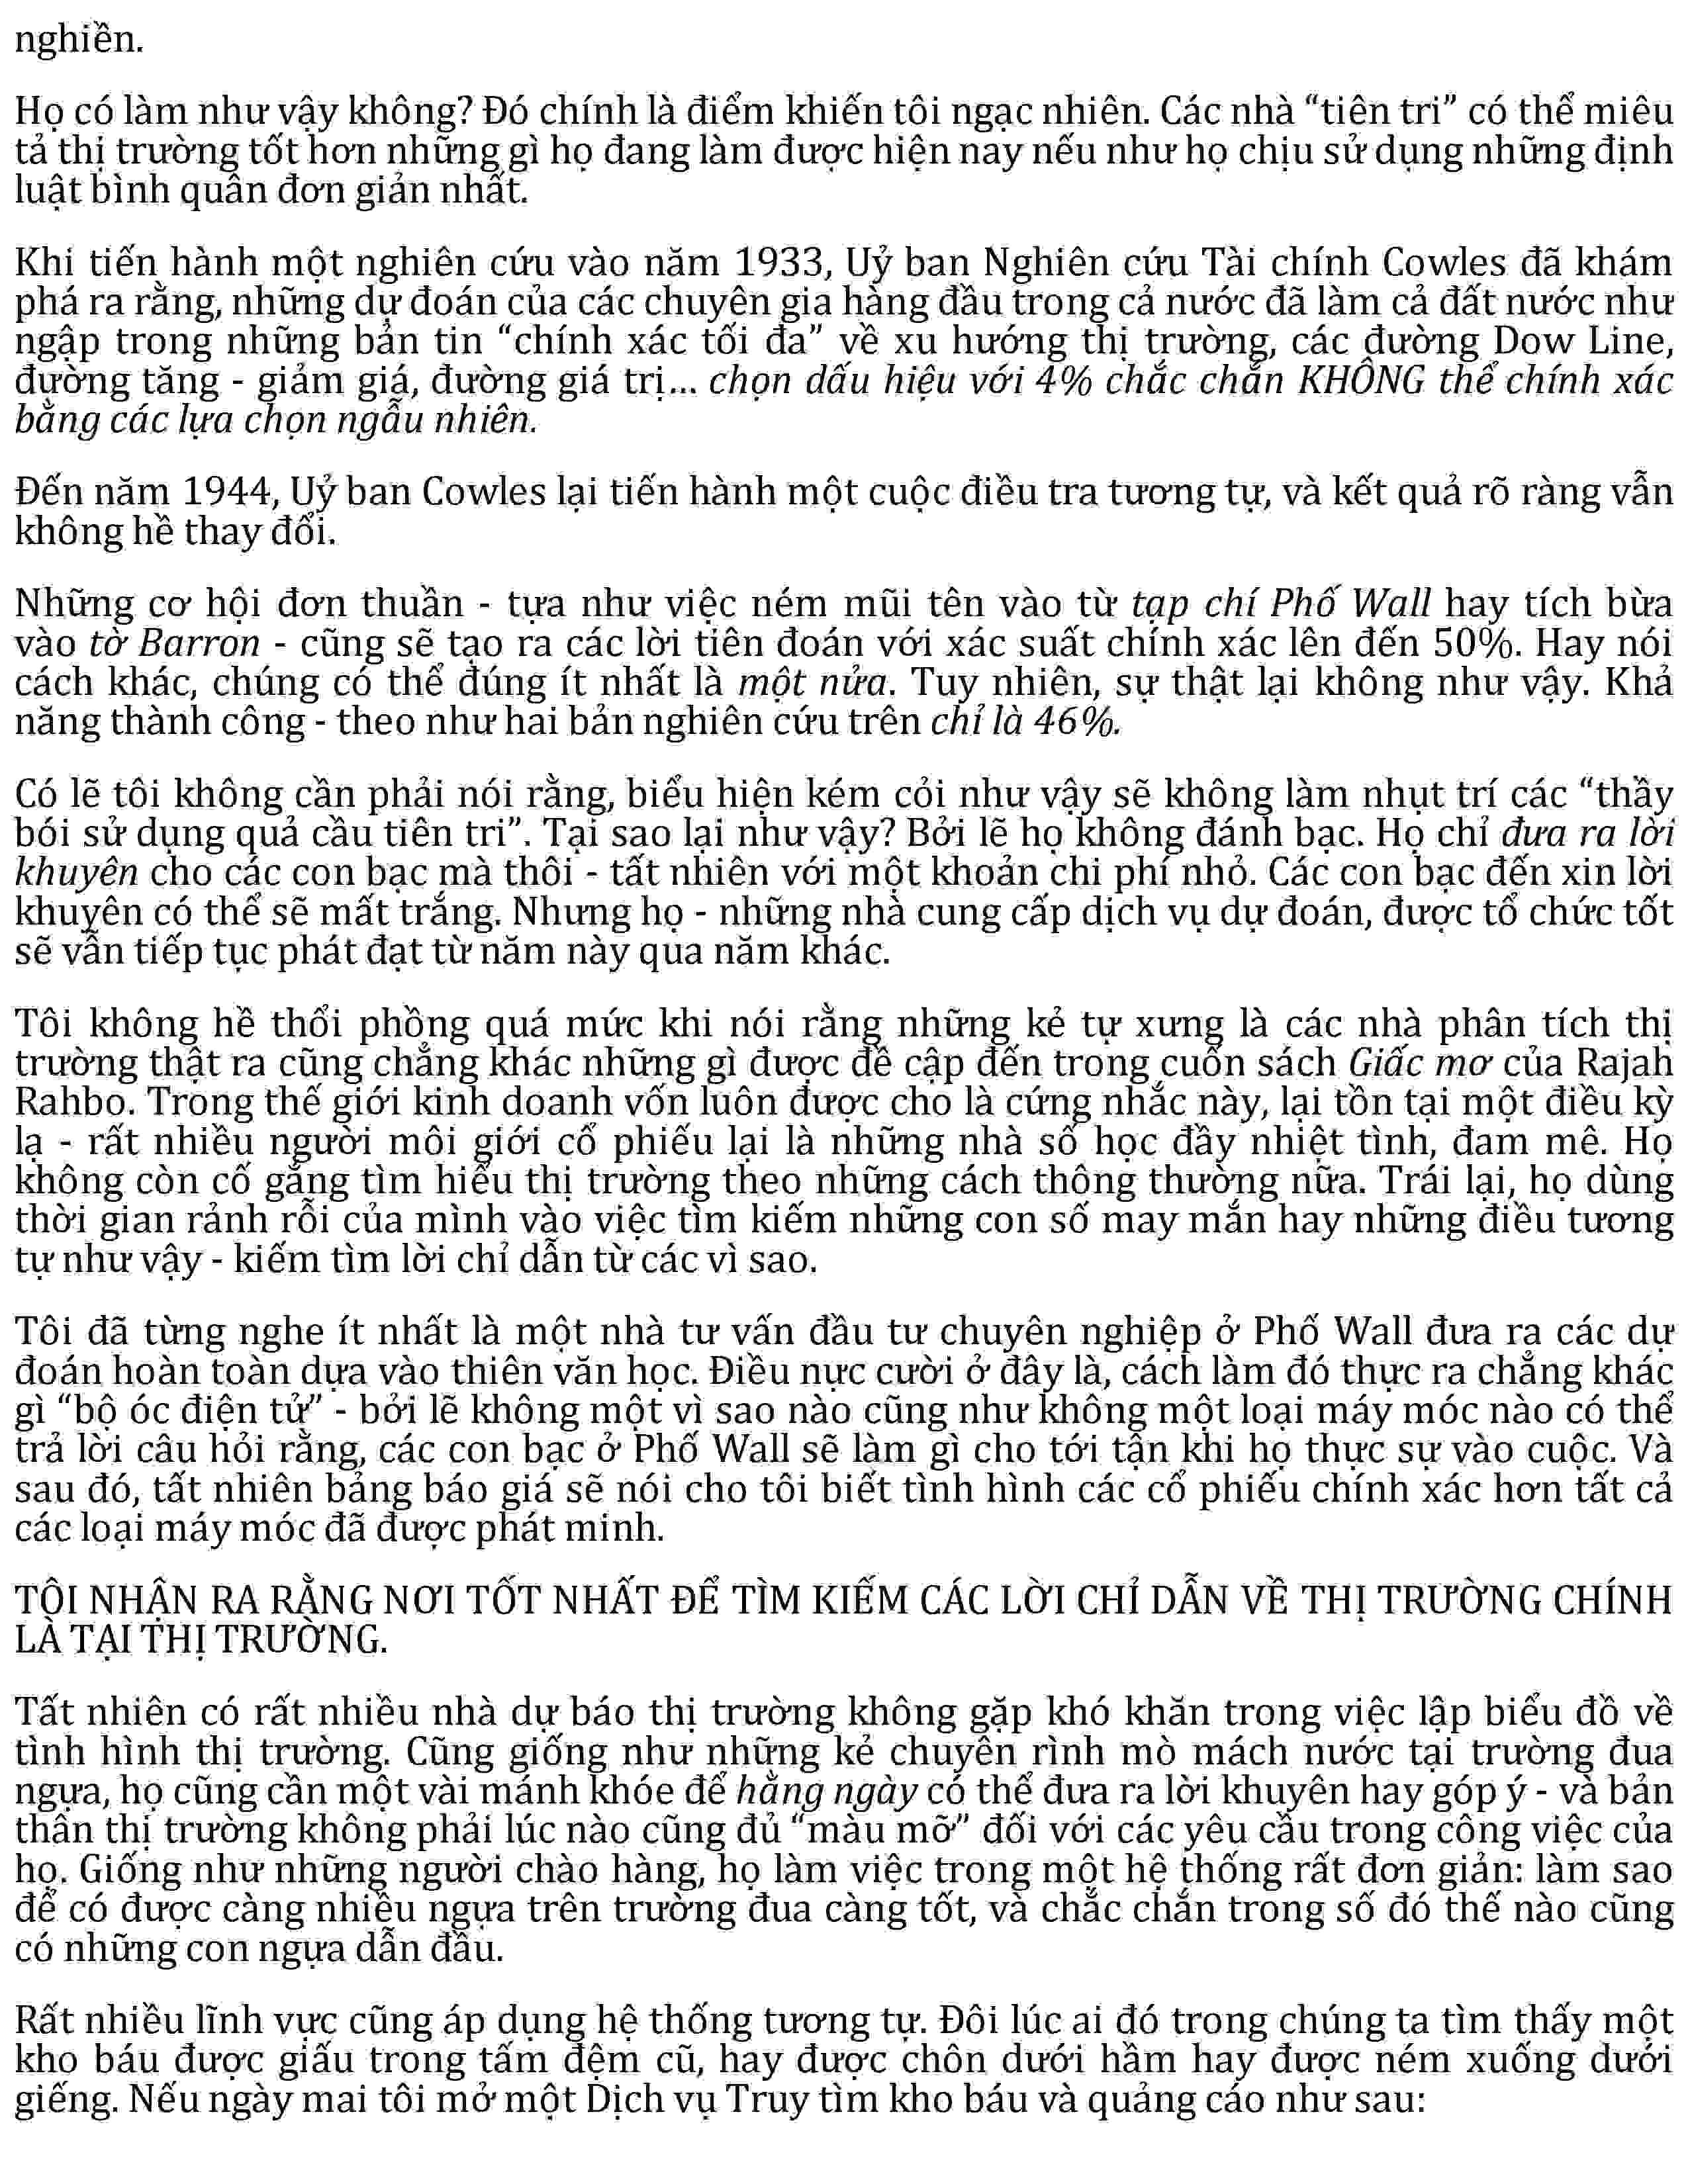 nghiền.
Họ có làm như vậy không? Đó chính là điểm khiến tôi ngạc nhiên. Các nhà “tiên tri” có thể miêu
tả thị trường tốt hơn những gì họ đang làm được hiện nay nếu như họ chịu sử dụng những định
luật bình quân đơn giản nhất.
Khi tiến hành một nghiên cứu vào năm 1933, Uỷ ban Nghiên cứu Tài chính Cowles đã khám
phá ra rằng, những dự đoán của các chuyên gia hàng đầu trong cả nước đã làm cả đất nước như
ngập trong những bản tin “chính xác tối đa” về xu hướng thị trường, các đường Dow Line,
đường tăng - giảm giá, đường giá trị... chọn dấu hiệu với 4% chắc chắn KHÔNG thể chính xác
bằng các lựa chọn ngẫu nhiên.
Đến năm 1944, Uỷ ban Cowles lại tiến hành một cuộc điều tra tương tự, và kết quả rõ ràng vẫn
không hề thay đổi.
Những cơ hội đơn thuần - tựa như việc ném mũi tên vào từ tạp chí Phố Wall hay tích bừa
vào tờ Barron - cũng sẽ tạo ra các lời tiên đoán với xác suất chính xác lên đến 50%. Hay nói
cách khác, chúng có thể đúng ít nhất là một nửa. Tuy nhiên, sự thật lại không như vậy. Khả
năng thành công - theo như hai bản nghiên cứu trên chỉ là 46%.
Có lẽ tôi không cần phải nói rằng, biểu hiện kém cỏi như vậy sẽ không làm nhụt trí các “thầy
bói sử dụng quả cầu tiên tri”. Tại sao lại như vậy? Bởi lẽ họ không đánh bạc. Họ chỉ đưa ra lời
khuyên cho các con bạc mà thôi - tất nhiên với một khoản chi phí nhỏ. Các con bạc đến xin lời
khuyên có thể sẽ mất trắng. Nhưng họ - những nhà cung cấp dịch vụ dự đoán, được tổ chức tốt
sẽ vẫn tiếp tục phát đạt từ năm này qua năm khác.
Tôi không hề thổi phồng quá mức khi nói rằng những kẻ tự xưng là các nhà phân tích thị
trường thật ra cũng chẳng khác những gì được đề cập đến trong cuốn sách Giấc mơ của Rajah
Rahbo. Trong thế giới kinh doanh vốn luôn được cho là cứng nhắc này, lại tồn tại một điều kỳ
lạ - rất nhiều người môi giới cổ phiếu lại là những nhà số học đầy nhiệt tình, đam mê. Họ
không còn cố gắng tìm hiểu thị trường theo những cách thông thường nữa. Trái lại, họ dùng
thời gian rảnh rỗi của mình vào việc tìm kiếm những con số may mắn hay những điều tương
tự như vậy - kiếm tìm lời chỉ dẫn từ các vì sao.
Tôi đã từng nghe ít nhất là một nhà tư vấn đầu tư chuyên nghiệp ở Phố Wall đưa ra các dự
đoán hoàn toàn dựa vào thiên văn học. Điều nực cười ở đây là, cách làm đó thực ra chẳng khác
gì “bộ óc điện tử” - bởi lẽ không một vì sao nào cũng như không một loại máy móc nào có thể
trả lời câu hỏi rằng, các con bạc ở Phố Wall sẽ làm gì cho tới tận khi họ thực sự vào cuộc. Và
sau đó, tất nhiên bảng báo giá sẽ nói cho tôi biết tình hình các cổ phiếu chính xác hơn tất cả
các loại máy móc đã được phát minh.
TÔI NHẬN RA RẰNG NƠI TỐT NHẤT ĐỂ TÌM KIẾM CÁC LỜI CHỈ DẪN VỀ THỊ TRƯỜNG CHÍNH
LÀ TẠI THỊ TRƯỜNG.
Tất nhiên có rất nhiều nhà dự báo thị trường không gặp khó khăn trong việc lập biểu đồ về
tình hình thị trường. Cũng giống như những kẻ chuyên rình mò mách nước tại trường đua
ngựa, họ cũng cần một vài mánh khóe để hằng ngày có thể đưa ra lời khuyên hay góp ý - và bản
thân thị trường không phải lúc nào cũng đủ “màu mỡ” đối với các yêu cầu trong công việc của
họ. Giống như những người chào hàng, họ làm việc trong một hệ thống rất đơn giản: làm sao
để có được càng nhiều ngựa trên trường đua càng tốt, và chắc chắn trong số đó thế nào cũng
có những con ngựa dẫn đầu.
Rất nhiều lĩnh vực cũng áp dụng hệ thống tương tự. Đôi lúc ai đó trong chúng ta tìm thấy một
kho báu được giấu trong tấm đệm cũ, hay được chôn dưới hầm hay được ném xuống dưới
giếng. Nếu ngày mai tôi mở một Dịch vụ Truy tìm kho báu và quảng cáo như sau: